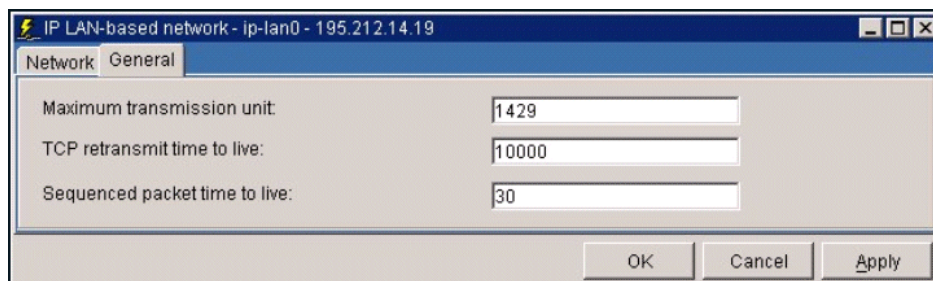 IP LAN-based network - ip-lan0 - 195.212.14.19
Network General
Maximum transmission unit: 1429
TCP retransmit time to live: 10000
Sequenced packet time to live: 30
OK Cancel Apply